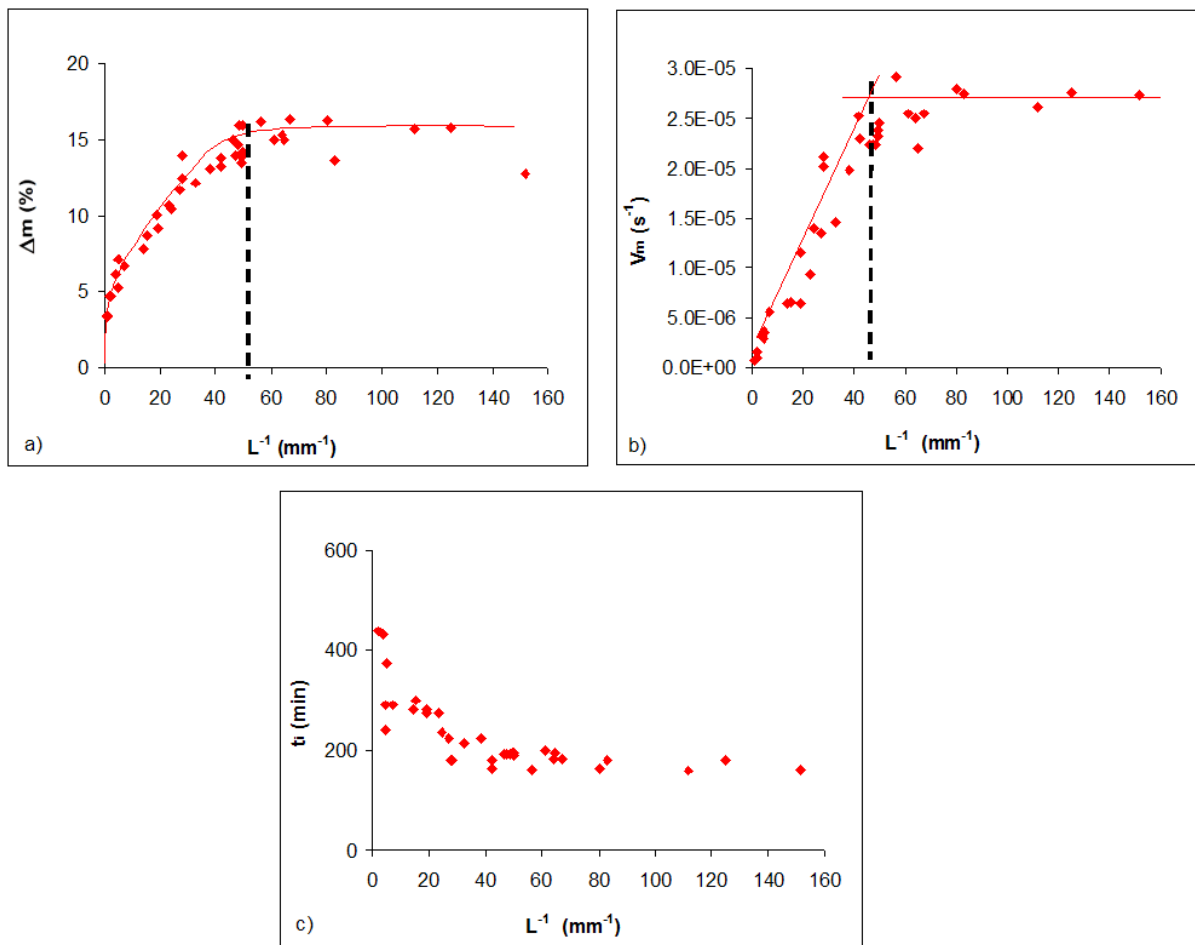 20
15
10
5
0
Δm (%)
0 20 40 60 80 100 120 140 160
L⁻¹ (mm⁻¹)
a)
3.0E-05
2.5E-05
2.0E-05
1.5E-05
1.0E-05
5.0E-06
0.0E+00
Vm (s⁻¹)
0 20 40 60 80 100 120 140 160
L⁻¹ (mm⁻¹)
b)
600
400
200
0
ti (min)
0 20 40 60 80 100 120 140 160
L⁻¹ (mm⁻¹)
c)